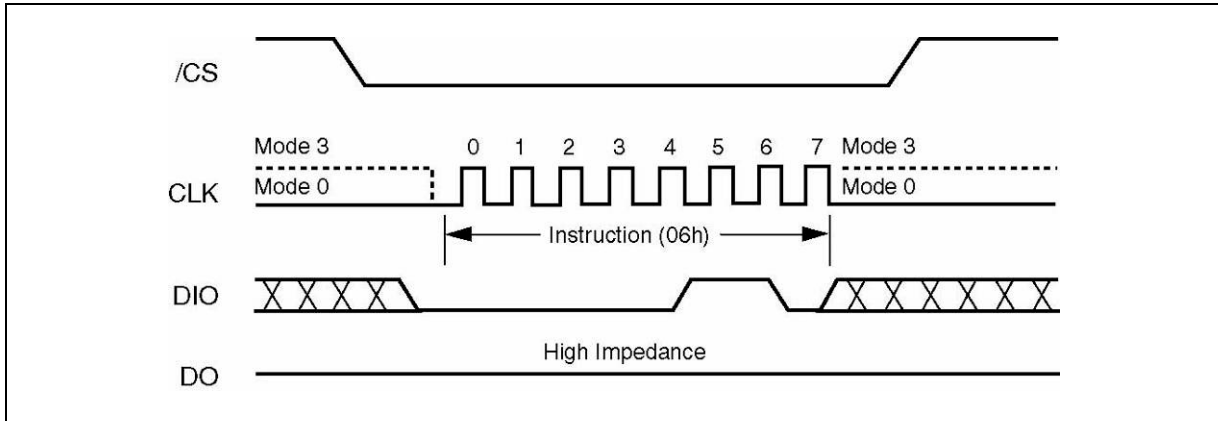 /CS
Mode 3 0 1 2 3 4 5 6 7 Mode 3
CLK Mode 0 Mode 0
Instruction (06h)
DIO
High Impedance
DO